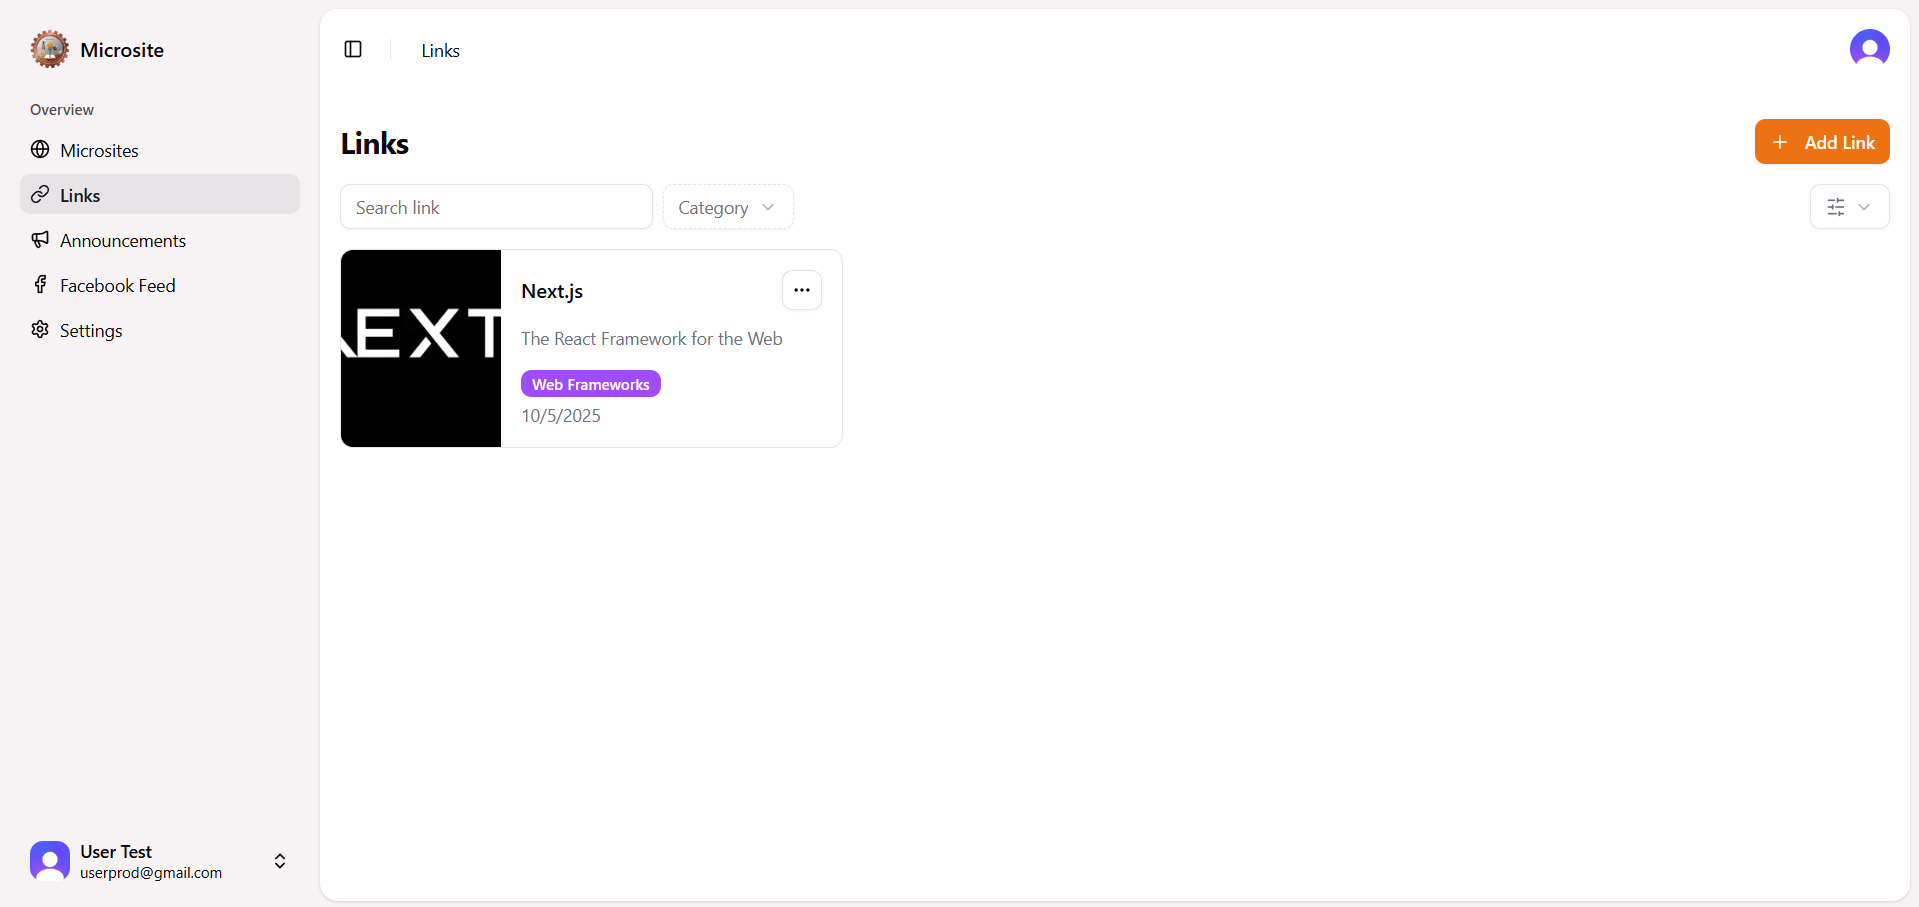 Microsite
Overview
Microsites
Links
Announcements
Facebook Feed
Settings
User Test
userprod@gmail.com
Links
Links
+ Add Link
Search link
Category
EXT
Next.js
The React Framework for the Web
Web Frameworks
10/5/2025